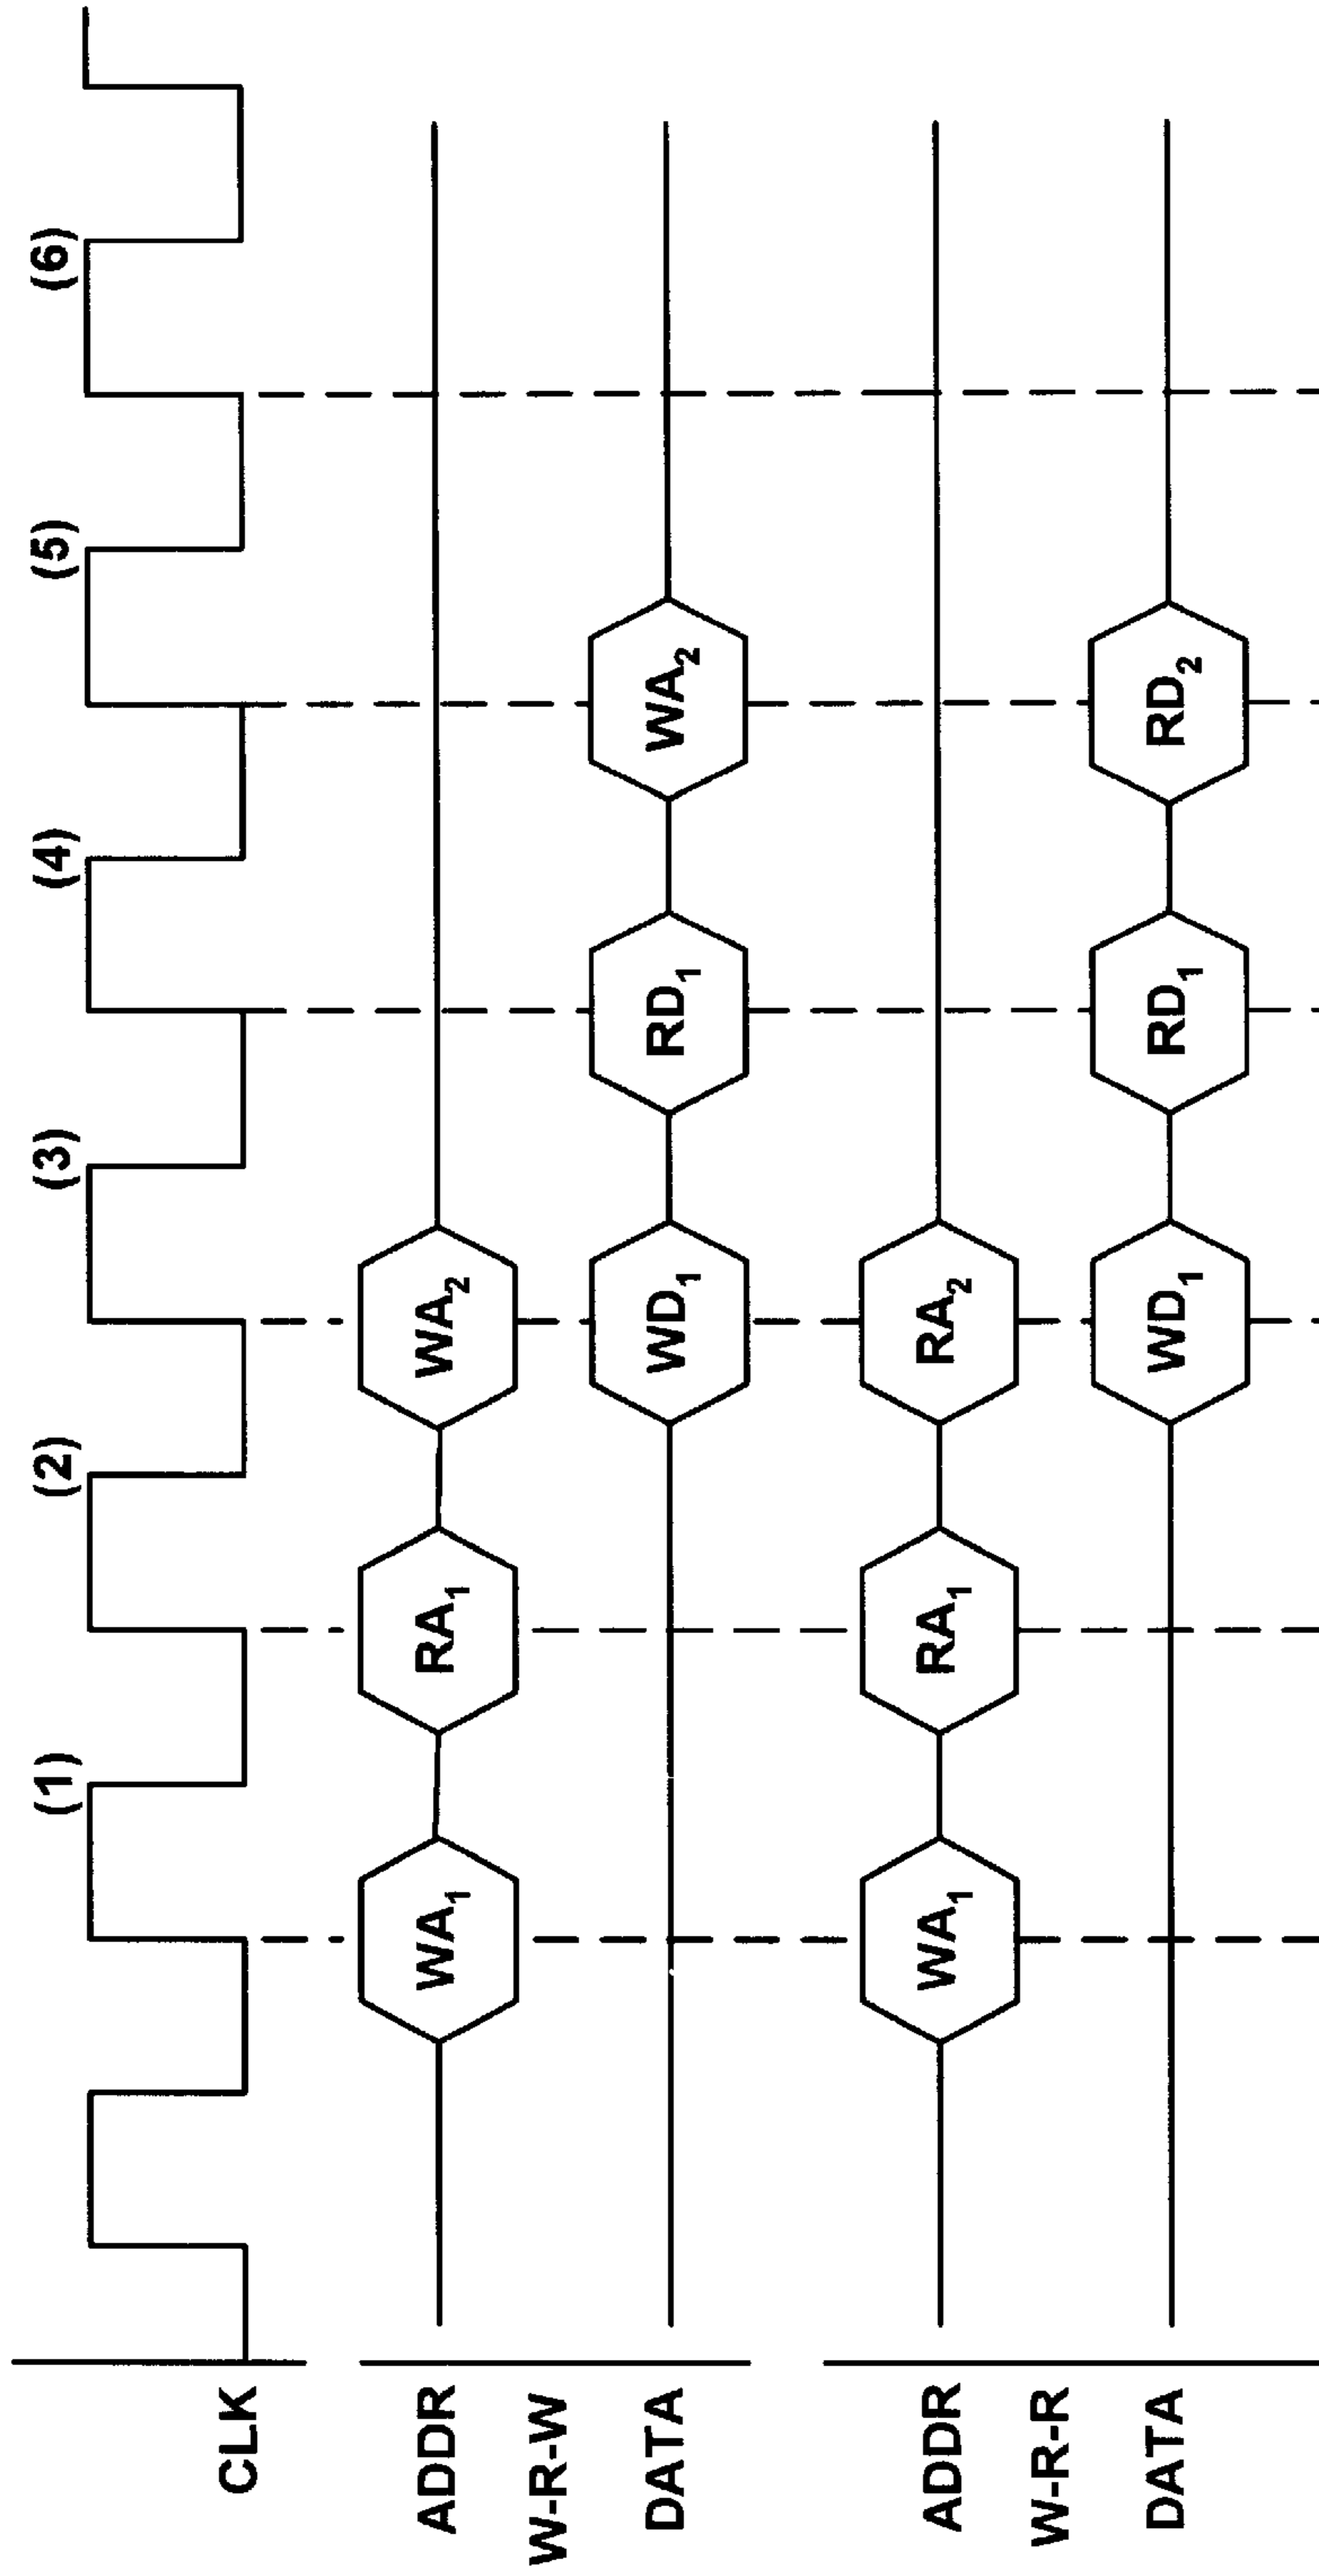 (1) (2) (3) (4) (5) (6)
CLK
ADDR WA1 RA1 WA2
W-R-W
DATA WD1 RD1 WA2
ADDR WA1 RA1 RA2
W-R-R
DATA WD1 RD1 RD2